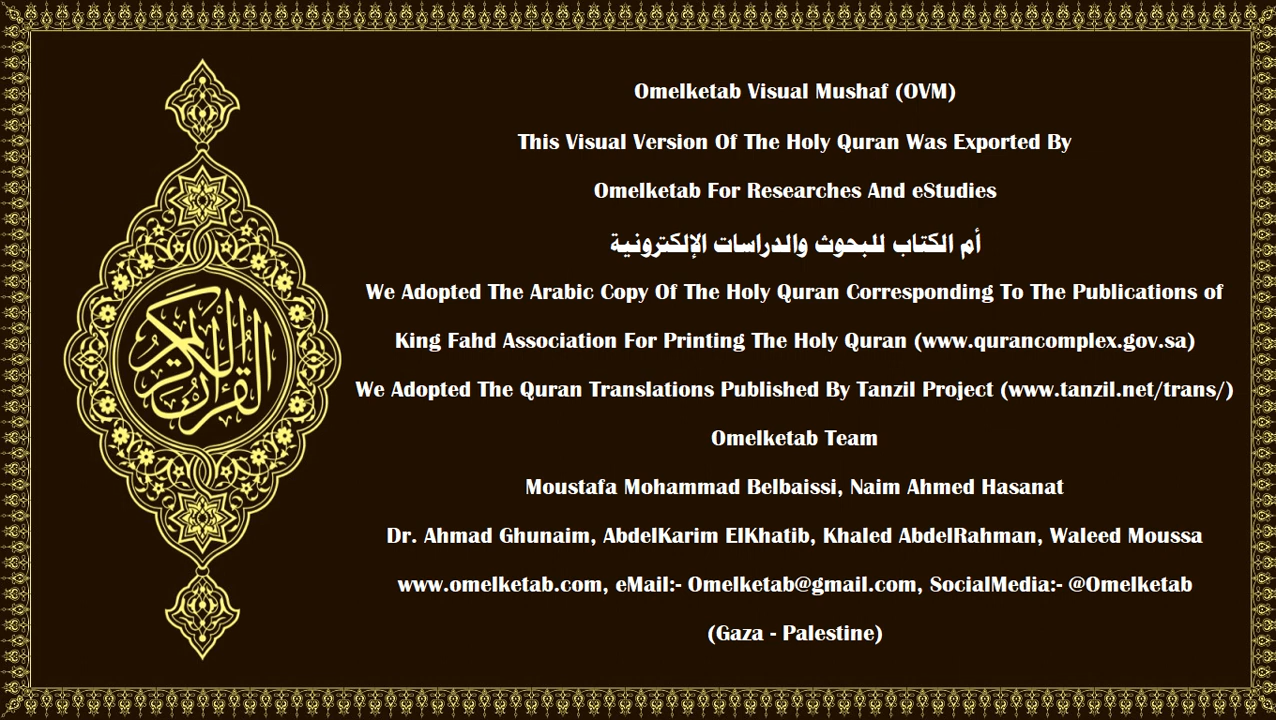 Omelketab Visual Mushaf (OVM)
This Visual Version Of The Holy Quran Was Exported By
Omelketab For Researches And eStudies
أم الكتاب للبحوث والدراسات الإلكترونية
We Adopted The Arabic Copy Of The Holy Quran Corresponding To The Publications of
King Fahd Association For Printing The Holy Quran (www.qurancomplex.gov.sa)
We Adopted The Quran Translations Published By Tanzil Project (www.tanzil.net/trans/)
Omelketab Team
Moustafa Mohammad Belbaissi, Naim Ahmed Hasanat
Dr. Ahmad Ghunaim, AbdelKarim ElKhatib, Khaled AbdelRahman, Waleed Moussa
www.omelketab.com, eMail:- Omelketab@gmail.com, SocialMedia:- @Omelketab
(Gaza - Palestine)
القرآن الكريم